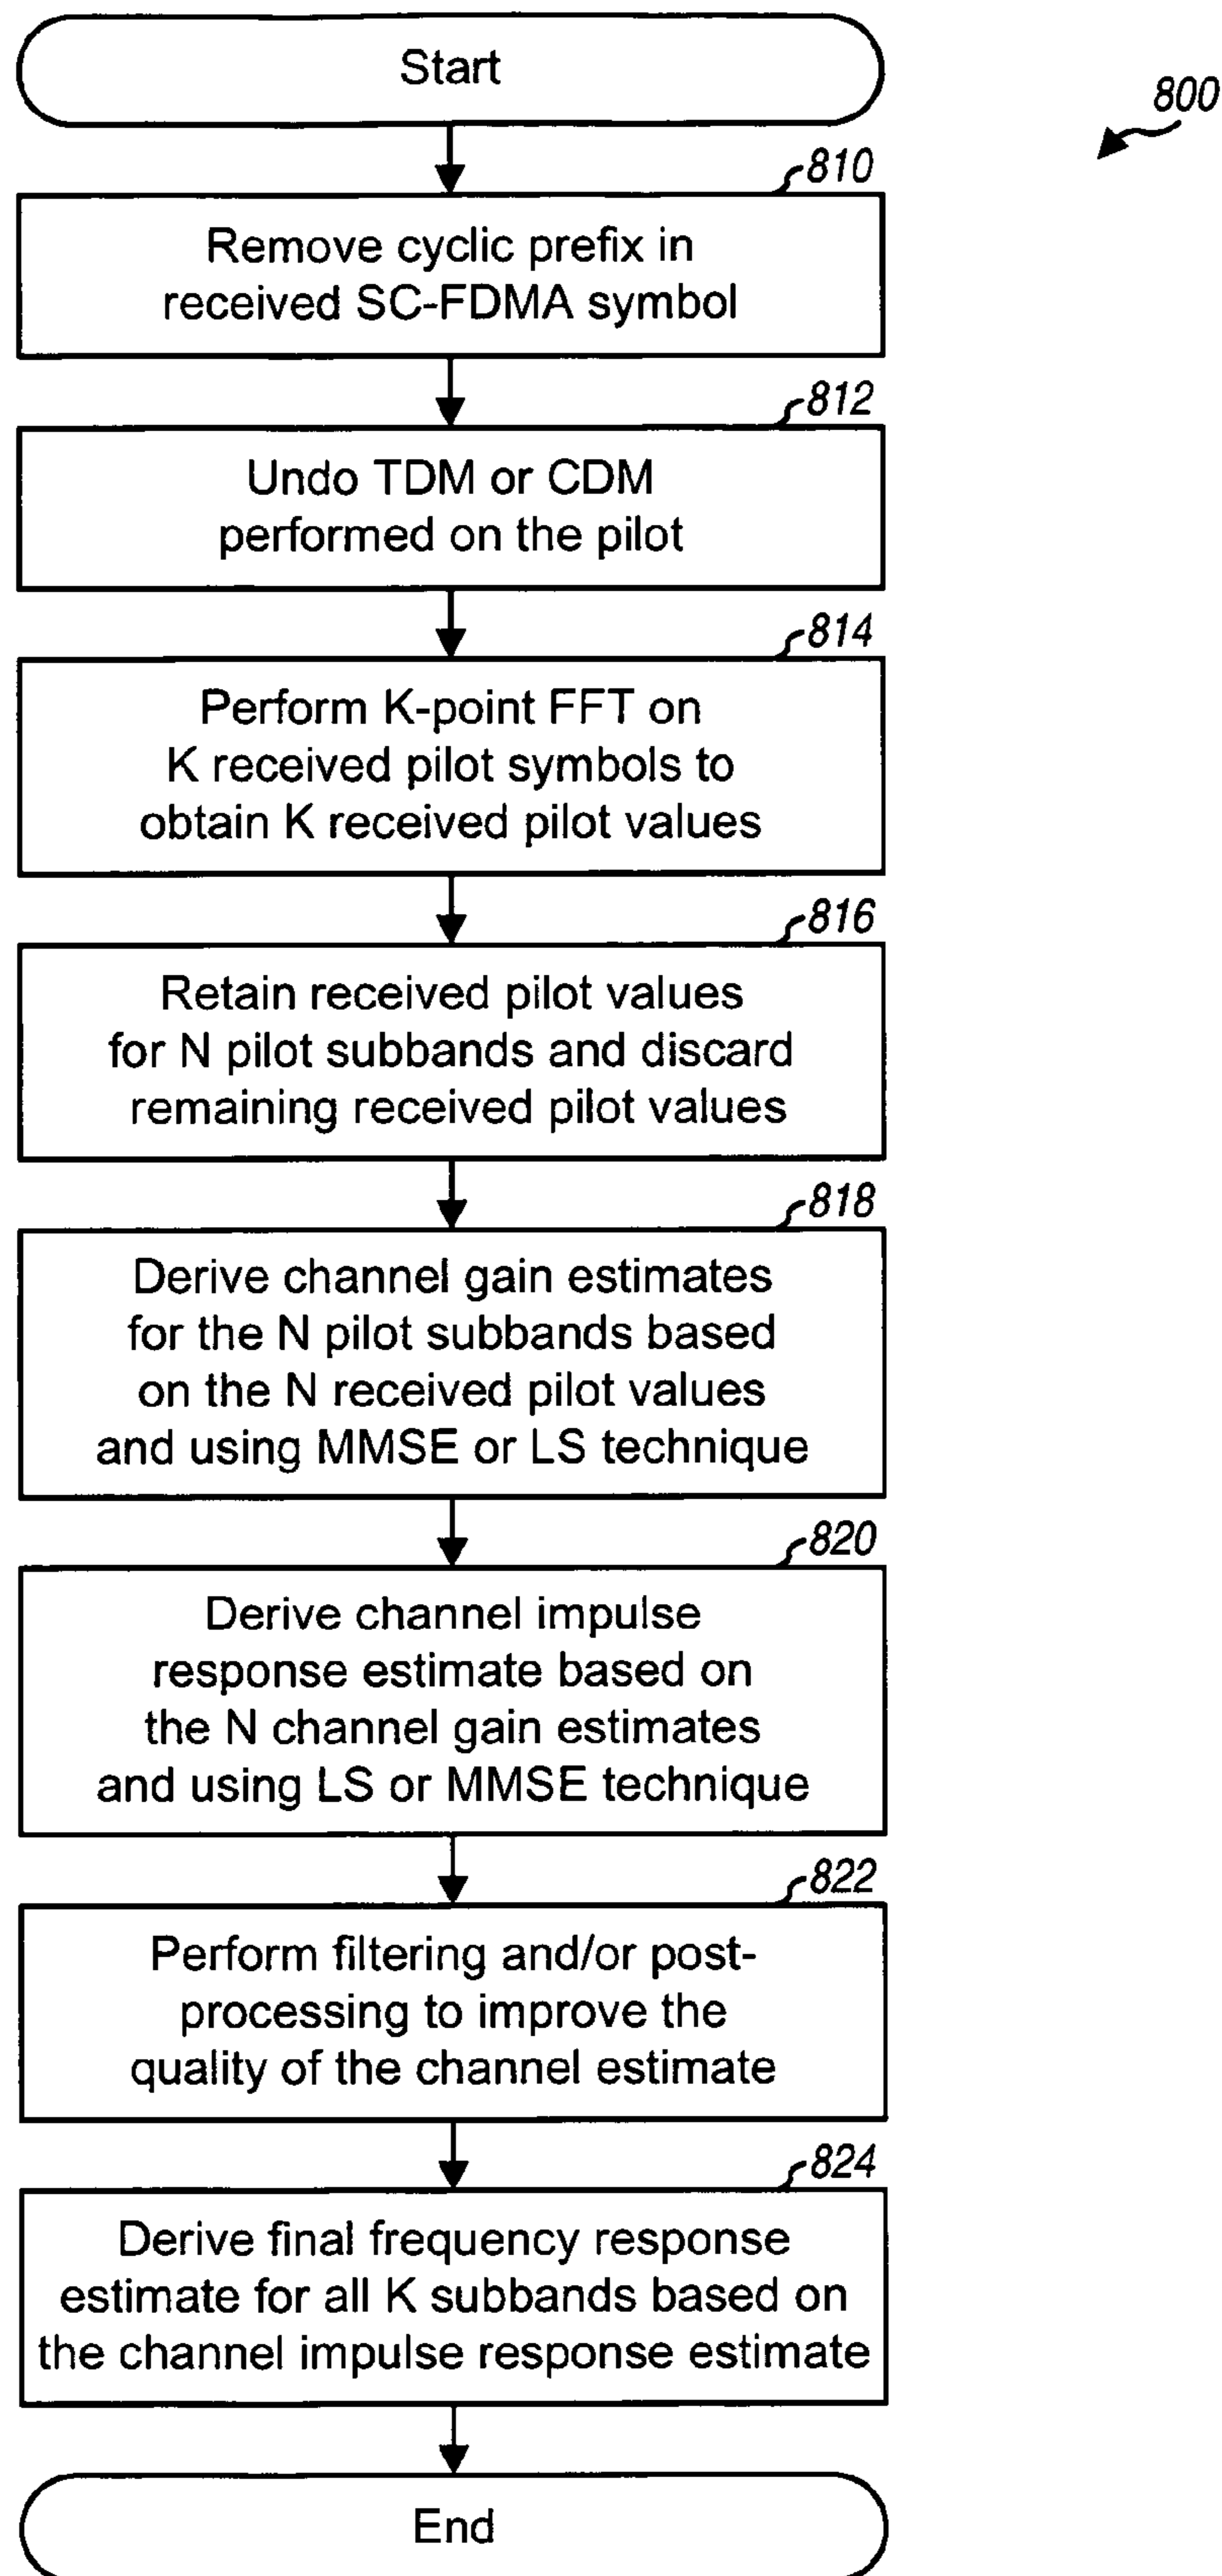 Start
800
810
Remove cyclic prefix in
received SC-FDMA symbol
812
Undo TDM or CDM
performed on the pilot
814
Perform K-point FFT on
K received pilot symbols to
obtain K received pilot values
816
Retain received pilot values
for N pilot subbands and discard
remaining received pilot values
818
Derive channel gain estimates
for the N pilot subbands based
on the N received pilot values
and using MMSE or LS technique
820
Derive channel impulse
response estimate based on
the N channel gain estimates
and using LS or MMSE technique
822
Perform filtering and/or post-
processing to improve the
quality of the channel estimate
824
Derive final frequency response
estimate for all K subbands based on
the channel impulse response estimate
End